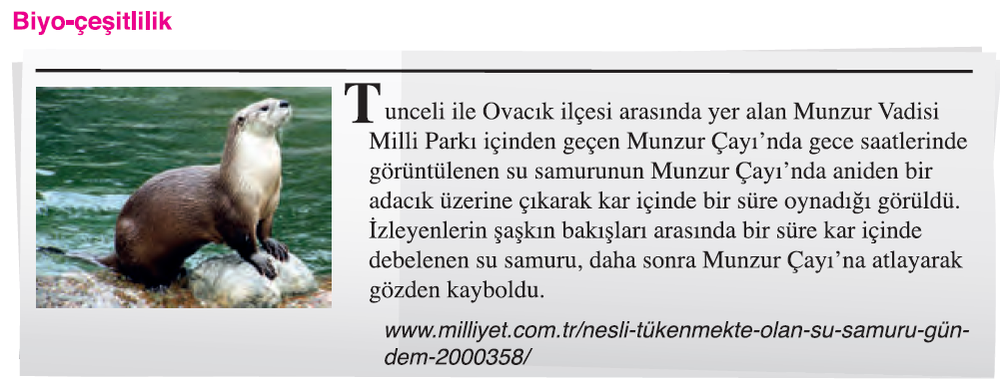 Biyo-çeşitlilik
Tunceli ile Ovacık ilçesi arasında yer alan Munzur Vadisi
Milli Parkı içinden geçen Munzur Çayı’nda gece saatlerinde
görüntülenen su samurunun Munzur Çayı’nda aniden bir
adacık üzerine çıkarak kar içinde bir süre oynadığı görüldü.
İzleyenlerin şaşkın bakışları arasında bir süre kar içinde
debelenen su samuru, daha sonra Munzur Çayı’na atlayarak
gözden kayboldu.
www.milliyet.com.tr/nesli-tükenmekte-olan-su-samuru-gün-
dem-2000358/